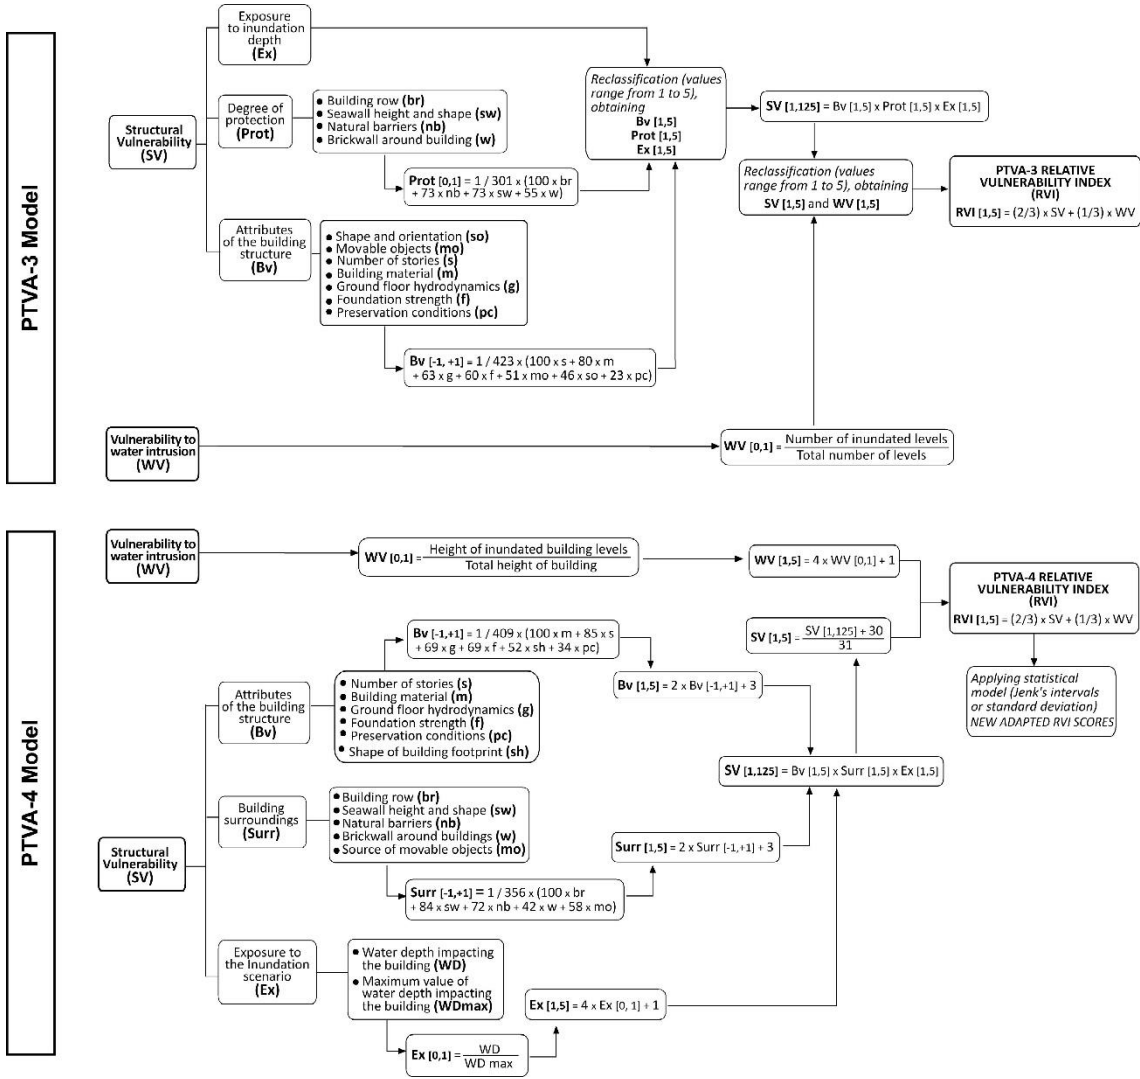 PTVA-3 Model
Exposure
to inundation
depth
(Ex)
Degree of
protection
(Prot)
Structural
Vulnerability
(SV)
Attributes
of the building
structure
(Bv)
● Building row (br)
● Seawall height and shape (sw)
● Natural barriers (nb)
● Brickwall around building (w)
Prot [0,1] = 1 / 301 x (100 x br
+ 73 x nb + 73 x sw + 55 x w)
● Shape and orientation (so)
● Movable objects (mo)
● Number of stories (s)
● Building material (m)
● Ground floor hydrodynamics (g)
● Foundation strength (f)
● Preservation conditions (pc)
Bv [-1, +1] = 1 / 423 x (100 x s + 80 x m
+ 63 x g + 60 x f + 51 x mo + 46 x so + 23 x pc)
Reclassification (values
range from 1 to 5),
obtaining
Bv [1,5]
Prot [1,5]
Ex [1,5]
SV [1,125] = Bv [1,5] x Prot [1,5] x Ex [1,5]
Reclassification (values
range from 1 to 5), obtaining
SV [1,5] and WV [1,5]
PTVA-3 RELATIVE
VULNERABILITY INDEX
(RVI)
RVI [1,5] = (2/3) x SV + (1/3) x WV
Vulnerability to
water intrusion
(WV)
WV [0,1] = Number of inundated levels
Total number of levels
PTVA-4 Model
Vulnerability to
water intrusion
(WV)
WV [0,1] = Height of inundated building levels
Total height of building
WV [1,5] = 4 x WV [0,1] + 1
PTVA-4 RELATIVE
VULNERABILITY INDEX
(RVI)
RVI [1,5] = (2/3) x SV + (1/3) x WV
Applying statistical
model (Jenk's intervals
or standard deviation)
NEW ADAPTED RVI SCORES
SV [1,5] = SV [1,125] + 30
31
Bv [-1,+1] = 1 / 409 x (100 x m + 85 x s
+ 69 x g + 69 x f + 52 x sh + 34 x pc)
Bv [1,5] = 2 x Bv [-1,+1] + 3
Attributes
of the building
structure
(Bv)
● Number of stories (s)
● Building material (m)
● Ground floor hydrodynamics (g)
● Foundation strength (f)
● Preservation conditions (pc)
● Shape of building footprint (sh)
SV [1,125] = Bv [1,5] x Surr [1,5] x Ex [1,5]
Building
surroundings
(Surr)
● Building row (br)
● Seawall height and shape (sw)
● Natural barriers (nb)
● Brickwall around buildings (w)
● Source of movable objects (mo)
Surr [1,5] = 2 x Surr [-1,+1] + 3
Structural
Vulnerability
(SV)
Surr [-1,+1] = 1 / 356 x (100 x br
+ 84 x sw + 72 x nb + 42 x w + 58 x mo)
Exposure to
the Inundation
scenario
(Ex)
● Water depth impacting
the building (WD)
● Maximum value of
water depth impacting
the building (WDmax)
Ex [1,5] = 4 x Ex [0, 1] + 1
Ex [0,1] = WD
WD max